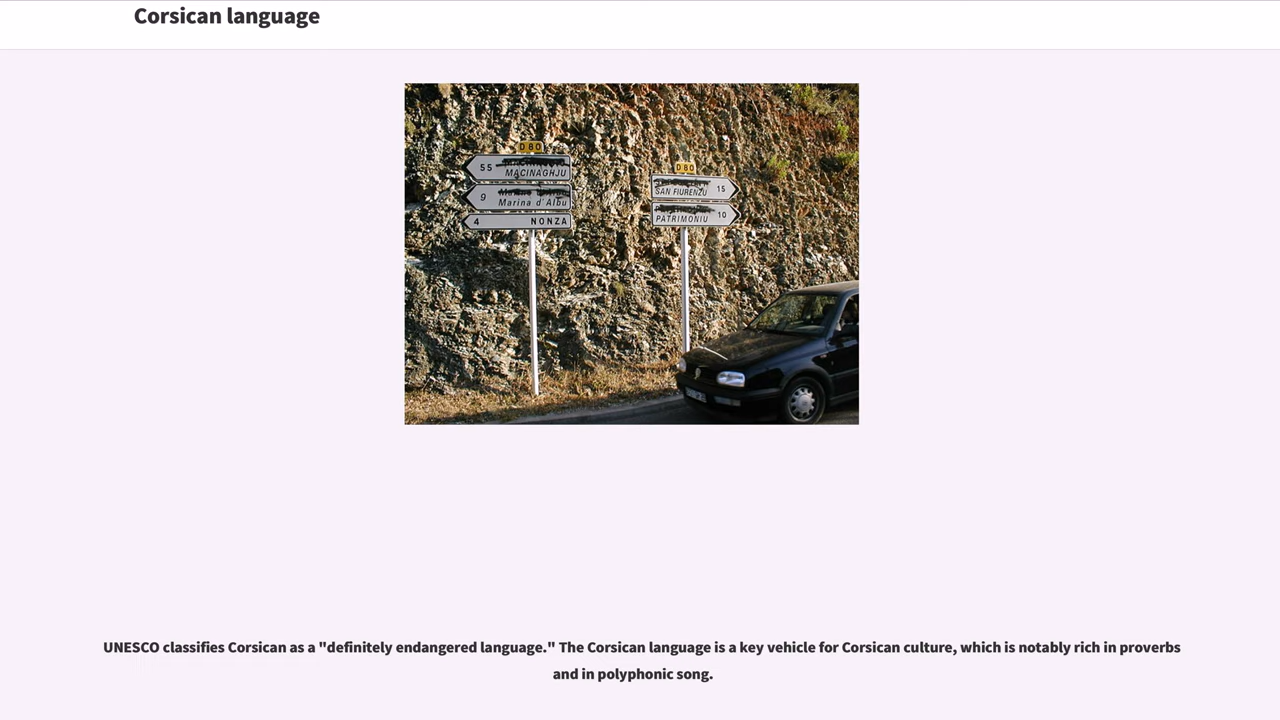 Corsican language
D80
55
MACINAGHJU
9
Marina d'Albu
4 NONZA
D80
SAN FIURENZU 15
PATRIMONIU 10
UNESCO classifies Corsican as a "definitely endangered language." The Corsican language is a key vehicle for Corsican culture, which is notably rich in proverbs
and in polyphonic song.